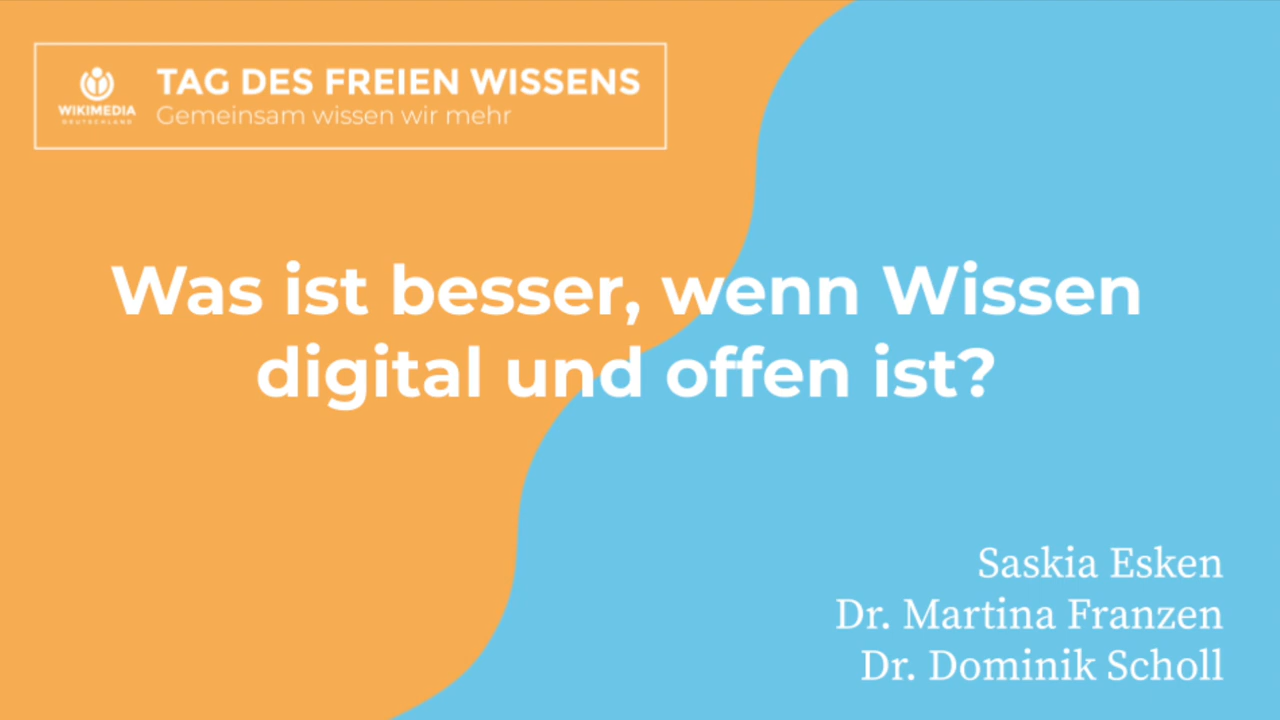 TAG DES FREIEN WISSENS
WIKIMEDIA
DEUTSCHLAND
Gemeinsam wissen wir mehr
Was ist besser, wenn Wissen
digital und offen ist?
Saskia Esken
Dr. Martina Franzen
Dr. Dominik Scholl